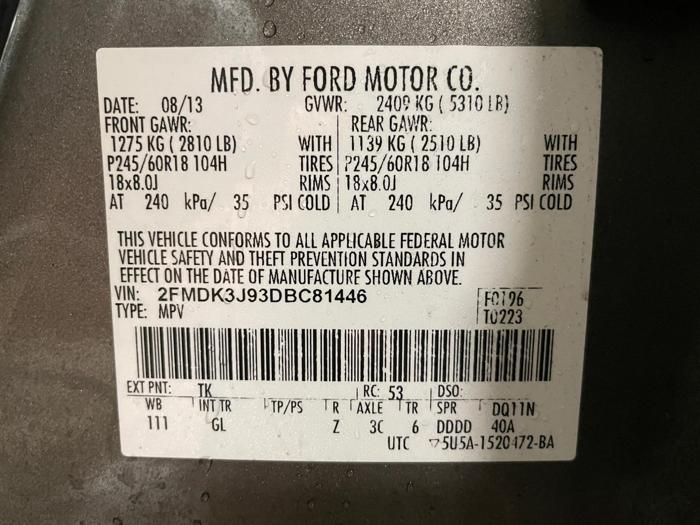 MFD. BY FORD MOTOR CO.
DATE: 08/13 GVWR: 2409 KG ( 5310 LB)
FRONT GAWR: REAR GAWR:
1275 KG ( 2810 LB) WITH 1139 KG ( 2510 LB) WITH
P245/60R18 104H TIRES P245/60R18 104H TIRES
18x8.0J RIMS 18x8.0J RIMS
AT 240 kPa/ 35 PSI COLD AT 240 kPa/ 35 PSI COLD
THIS VEHICLE CONFORMS TO ALL APPLICABLE FEDERAL MOTOR
VEHICLE SAFETY AND THEFT PREVENTION STANDARDS IN
EFFECT ON THE DATE OF MANUFACTURE SHOWN ABOVE.
VIN: 2FMDK3J93DBC81446 F0196
TYPE: MPV T0223
EXT PNT: TK RC: 53 DSO:
WB INT TR TP/PS R AXLE TR SPR DQ11N
111 GL Z 3C 6 DDDD 40A
UTC ▽5U5A-1520472-BA